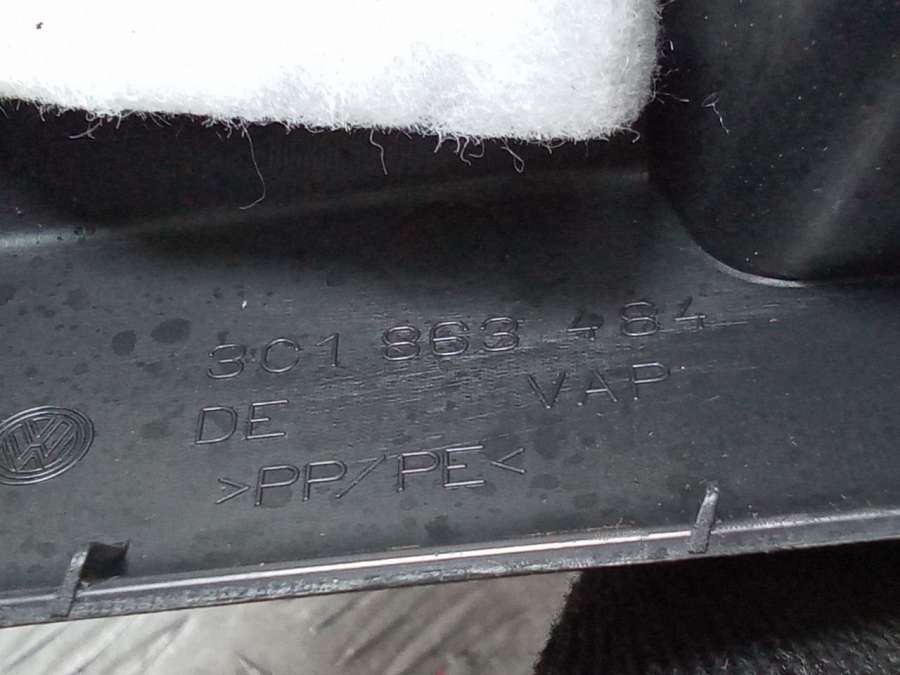 3C1 863 484
DE VAP
>PP/PE<